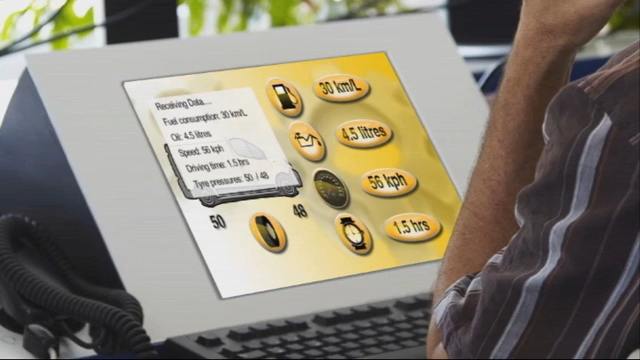 Receiving Data....
Fuel consumption: 30 km/L
Oil: 4.5 litres
Speed: 56 kph
Driving time: 1.5 hrs
Tyre pressures: 50 / 48
30 km/L
4.5 litres
56 kph
1.5 hrs
50
48